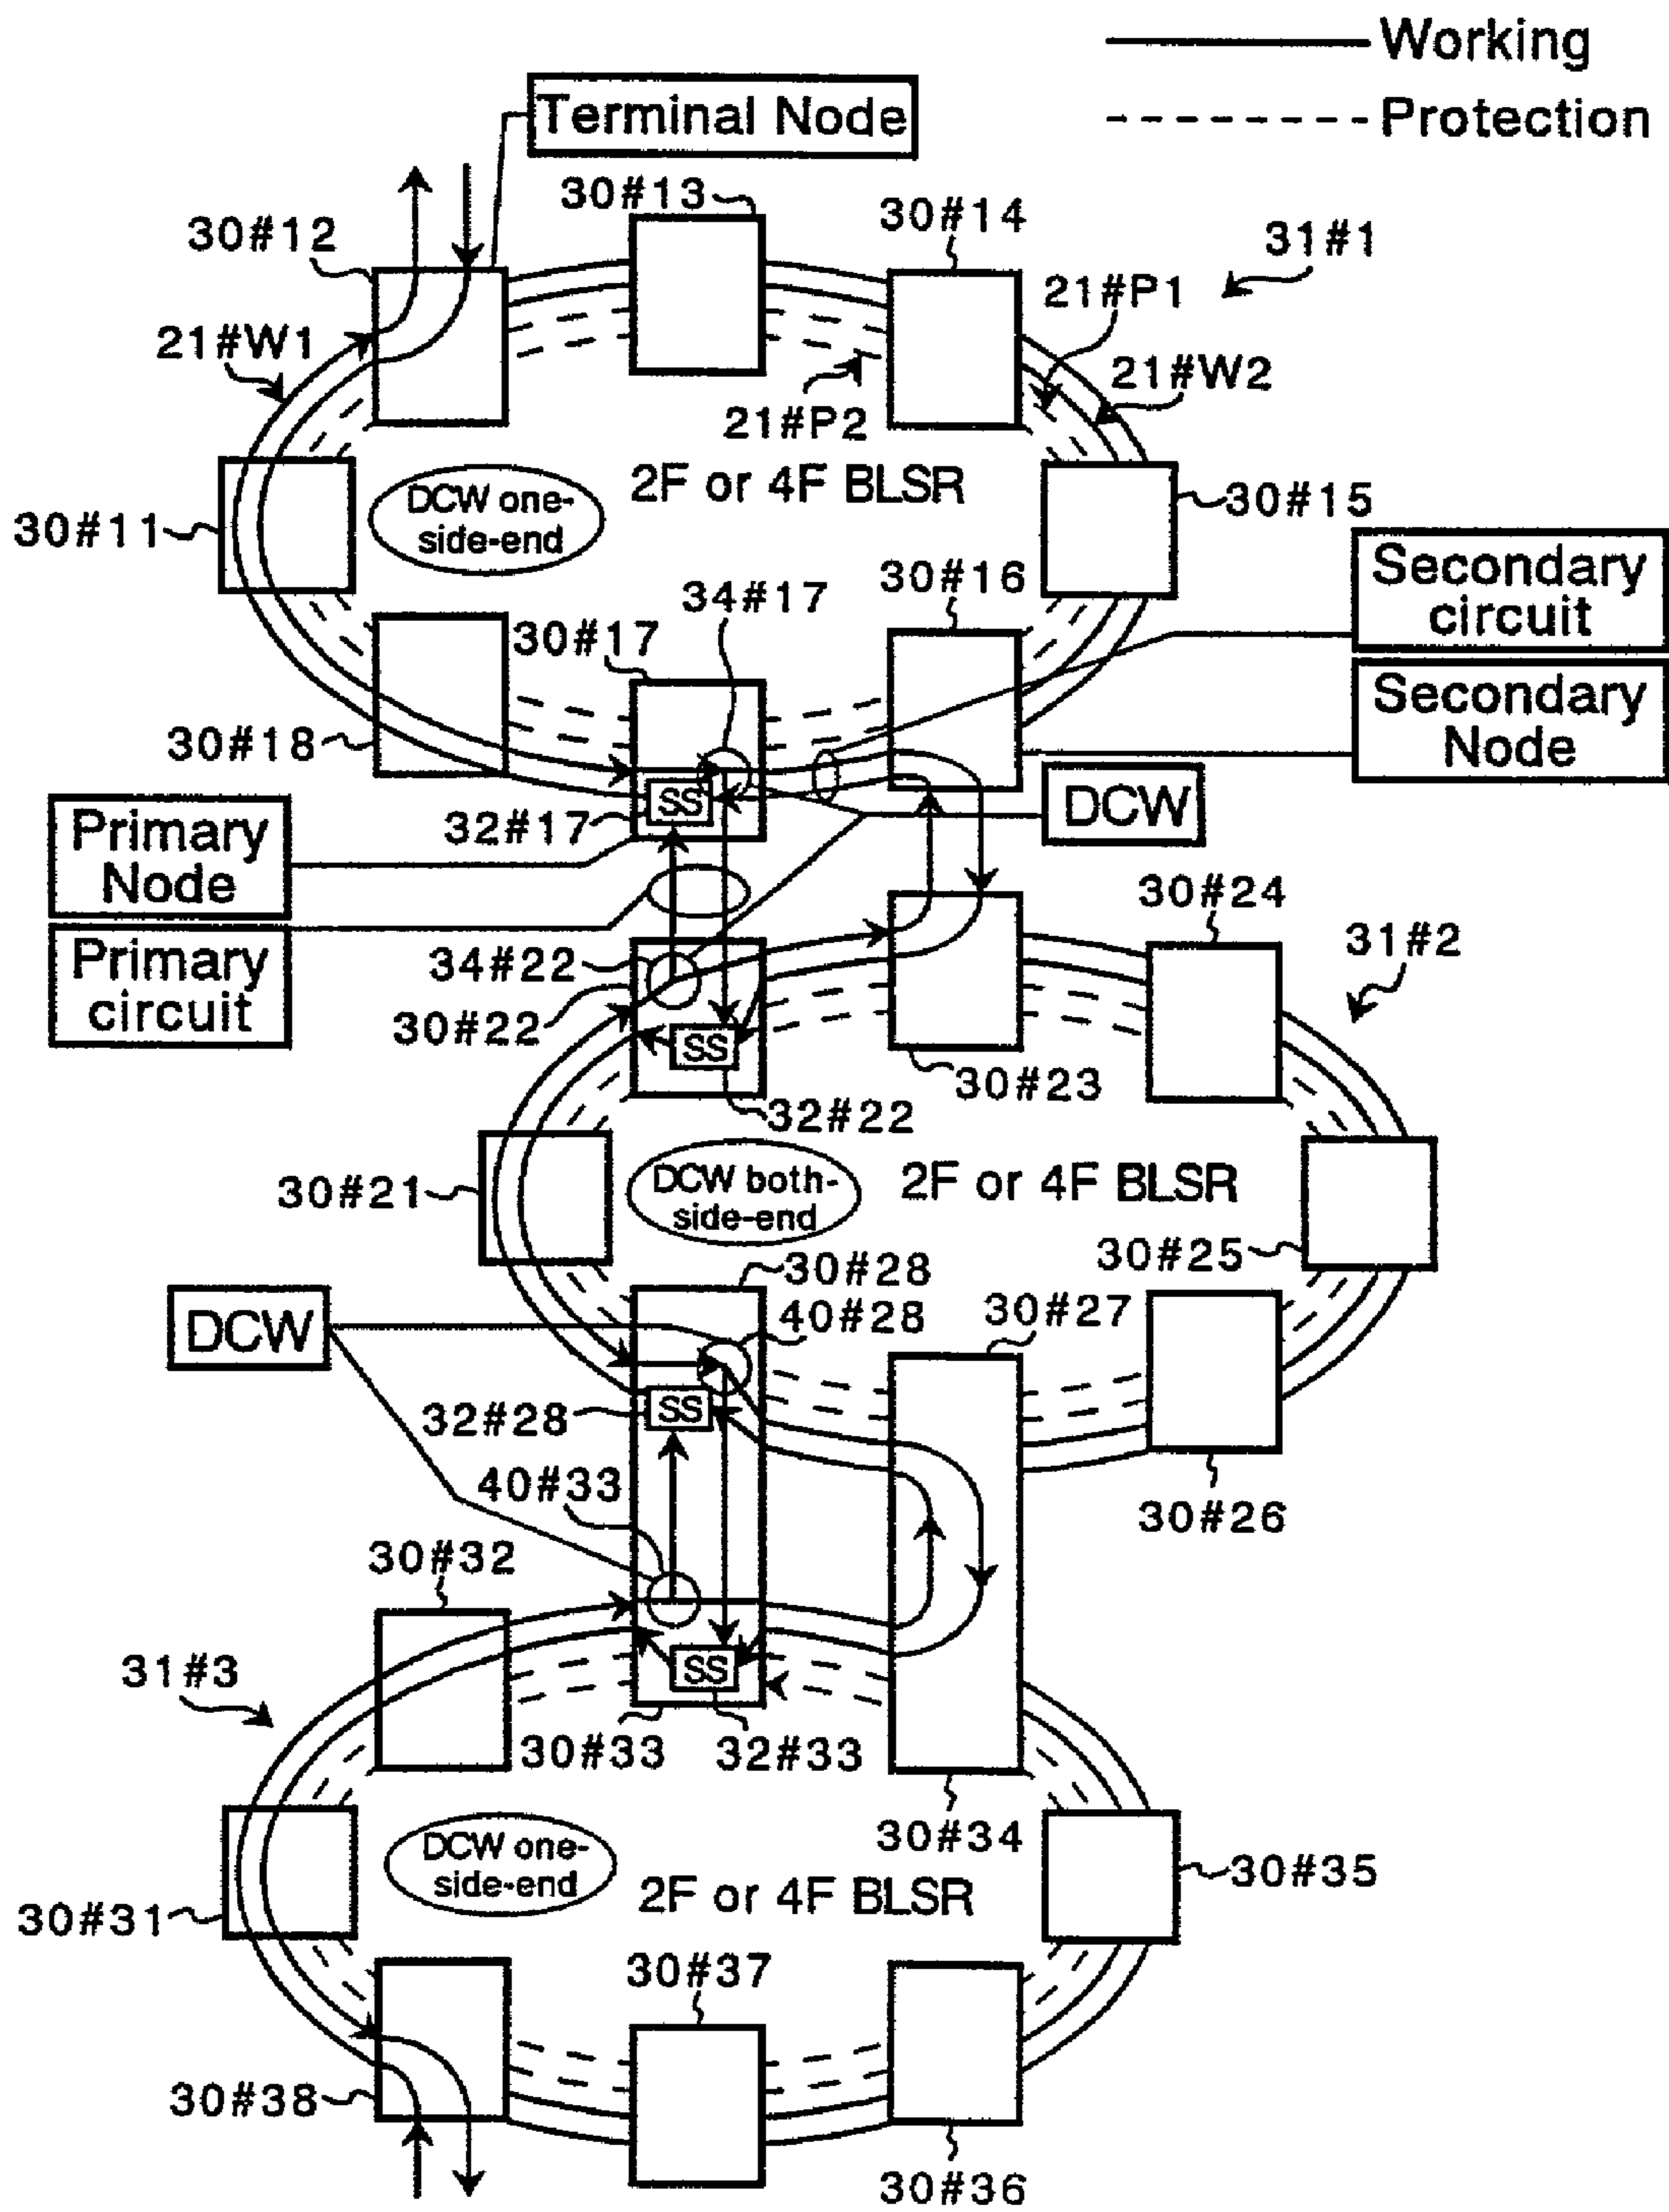 Working
Protection
Terminal Node
30#13
30#14
30#12
31#1
21#P1
21#W1
21#W2
21#P2
2F or 4F BLSR
DCW one-
side-end
30#11
30#15
Secondary
circuit
30#16
34#17
30#17
Secondary
Node
30#18
SS
DCW
32#17
Primary
Node
30#24
Primary
circuit
31#2
34#22
30#22
SS
30#23
32#22
30#21
DCW both-
side-end
2F or 4F BLSR
30#25
30#28
40#28
30#27
DCW
SS
32#28
40#33
30#26
30#32
31#3
SS
30#33
32#33
30#34
DCW one-
side-end
2F or 4F BLSR
30#35
30#31
30#37
30#38
30#36